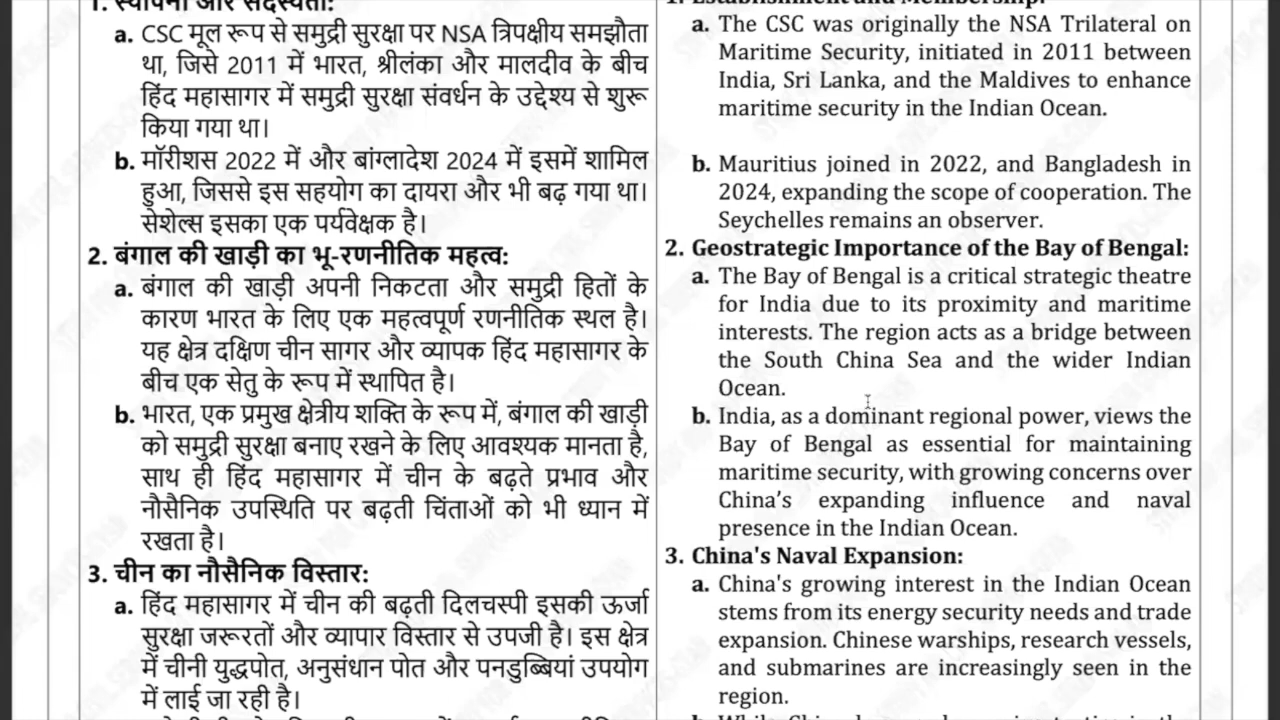 1. स्थापना और सदस्यता:
a. CSC मूल रूप से समुद्री सुरक्षा पर NSA त्रिपक्षीय समझौता
था, जिसे 2011 में भारत, श्रीलंका और मालदीव के बीच
हिंद महासागर में समुद्री सुरक्षा संवर्धन के उद्देश्य से शुरू
किया गया था।
b. मॉरीशस 2022 में और बांग्लादेश 2024 में इसमें शामिल
हुआ, जिससे इस सहयोग का दायरा और भी बढ़ गया था।
सेशेल्स इसका एक पर्यवेक्षक है।
2. बंगाल की खाड़ी का भू-रणनीतिक महत्व:
a. बंगाल की खाड़ी अपनी निकटता और समुद्री हितों के
कारण भारत के लिए एक महत्वपूर्ण रणनीतिक स्थल है।
यह क्षेत्र दक्षिण चीन सागर और व्यापक हिंद महासागर के
बीच एक सेतु के रूप में स्थापित है।
b. भारत, एक प्रमुख क्षेत्रीय शक्ति के रूप में, बंगाल की खाड़ी
को समुद्री सुरक्षा बनाए रखने के लिए आवश्यक मानता है,
साथ ही हिंद महासागर में चीन के बढ़ते प्रभाव और
नौसैनिक उपस्थिति पर बढ़ती चिंताओं को भी ध्यान में
रखता है।
3. चीन का नौसैनिक विस्तार:
a. हिंद महासागर में चीन की बढ़ती दिलचस्पी इसकी ऊर्जा
सुरक्षा जरूरतों और व्यापार विस्तार से उपजी है। इस क्षेत्र
में चीनी युद्धपोत, अनुसंधान पोत और पनडुब्बियां उपयोग
में लाई जा रही है।
1. Establishment and Membership:
a. The CSC was originally the NSA Trilateral on
Maritime Security, initiated in 2011 between
India, Sri Lanka, and the Maldives to enhance
maritime security in the Indian Ocean.
b. Mauritius joined in 2022, and Bangladesh in
2024, expanding the scope of cooperation. The
Seychelles remains an observer.
2. Geostrategic Importance of the Bay of Bengal:
a. The Bay of Bengal is a critical strategic theatre
for India due to its proximity and maritime
interests. The region acts as a bridge between
the South China Sea and the wider Indian
Ocean.
b. India, as a dominant regional power, views the
Bay of Bengal as essential for maintaining
maritime security, with growing concerns over
China’s expanding influence and naval
presence in the Indian Ocean.
3. China's Naval Expansion:
a. China's growing interest in the Indian Ocean
stems from its energy security needs and trade
expansion. Chinese warships, research vessels,
and submarines are increasingly seen in the
region.